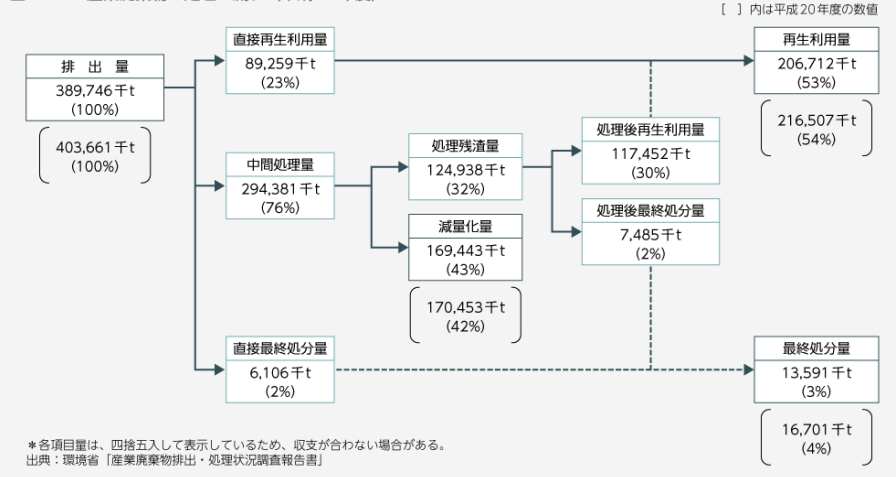 ［　］内は平成20年度の数値
排　出　量
389,746千t
(100%)
403,661千t
(100%)
直接再生利用量
89,259千t
(23%)
中間処理量
294,381千t
(76%)
直接最終処分量
6,106千t
(2%)
処理残渣量
124,938千t
(32%)
減量化量
169,443千t
(43%)
170,453千t
(42%)
処理後再生利用量
117,452千t
(30%)
処理後最終処分量
7,485千t
(2%)
再生利用量
206,712千t
(53%)
216,507千t
(54%)
最終処分量
13,591千t
(3%)
16,701千t
(4%)
＊各項目量は、四捨五入して表示しているため、収支が合わない場合がある。
出典：環境省「産業廃棄物排出・処理状況調査報告書」